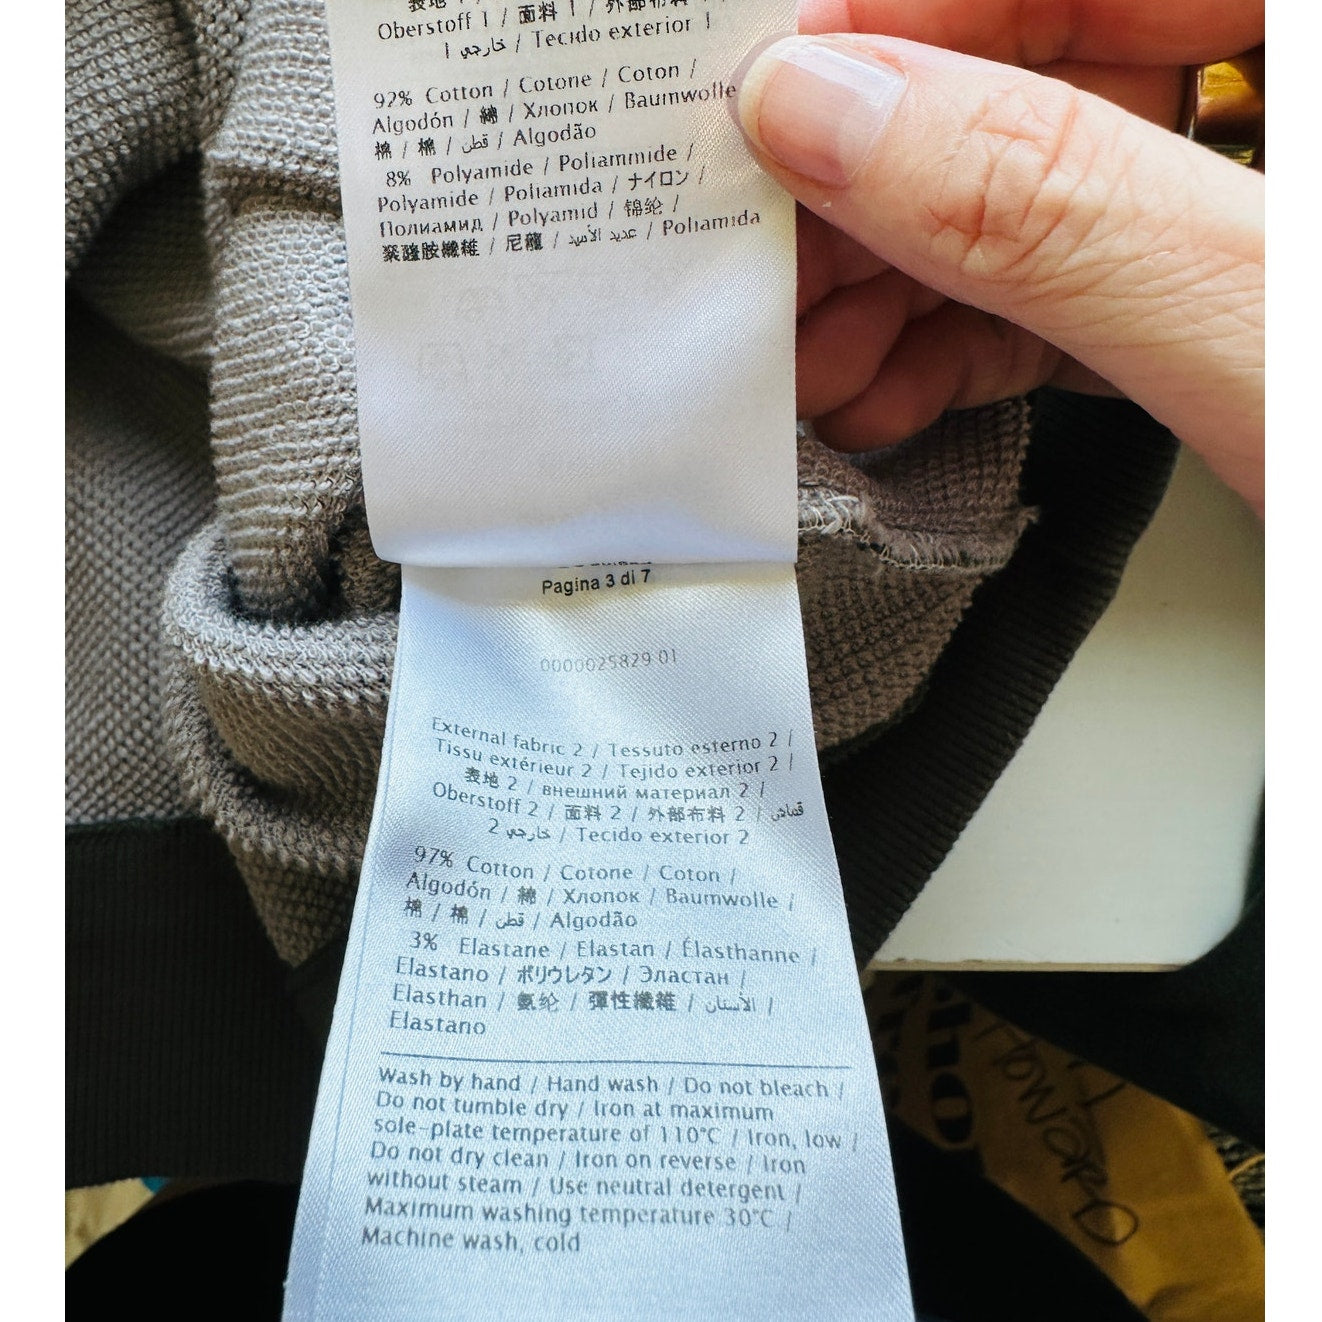 Oberstoff 1 / 面料 1 / 外部布料
خارجي 1 / Tecido exterior 1
92% Cotton / Cotone / Coton /
Algodón / 綿 / Хлопок / Baumwolle
棉 / 棉 / قطن / Algodão
8% Polyamide / Poliammide /
Polyamide / Poliamida / ナイロン /
Полиамид / Polyamid / 锦纶 /
聚醯胺纖維 / 尼龍 / عديد الأميد / Poliamida
Pagina 3 di 7
0000025829 01
External fabric 2 / Tessuto esterno 2 /
Tissu extérieur 2 / Tejido exterior 2 /
表地 2 / внешний материал 2 /
Oberstoff 2 / 面料 2 / 外部布料 2 / قماش
خارجي 2 / Tecido exterior 2
97% Cotton / Cotone / Coton /
Algodón / 綿 / Хлопок / Baumwolle /
棉 / 棉 / قطن / Algodão
3% Elastane / Elastan / Élasthanne /
Elastano / ポリウレタン / Эластан /
Elasthan / 氨纶 / 彈性纖維 / الأستان /
Elastano
Wash by hand / Hand wash / Do not bleach /
Do not tumble dry / Iron at maximum
sole-plate temperature of 110°C / Iron, low /
Do not dry clean / Iron on reverse / Iron
without steam / Use neutral detergent /
Maximum washing temperature 30°C /
Machine wash, cold
HOWARD